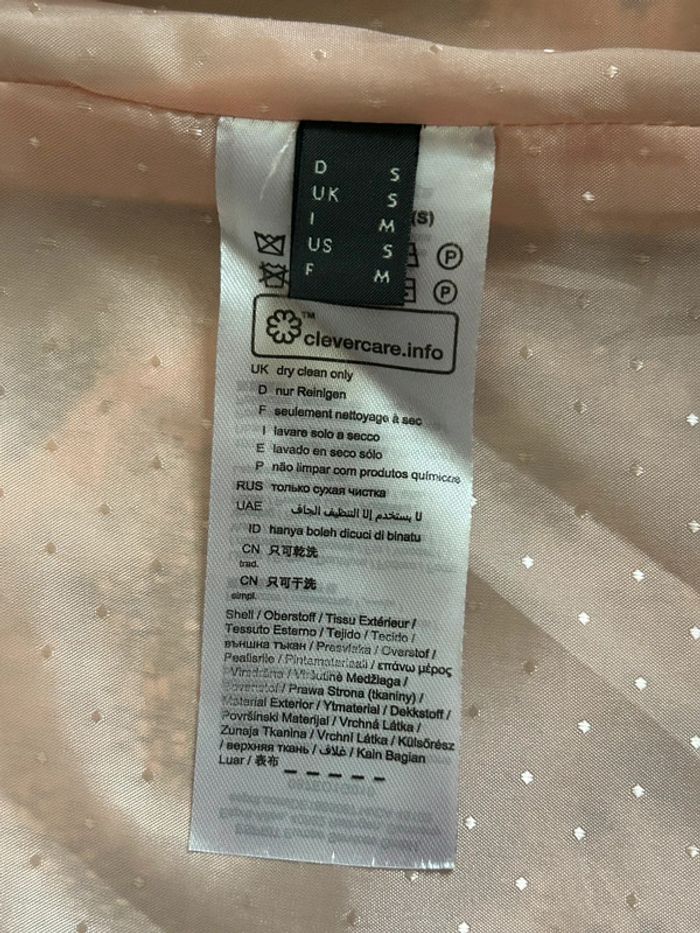 D S
UK S
I M
US S
F M
(S)
P
P
™
clevercare.info
UK dry clean only
D nur Reinigen
F seulement nettoyage à sec
I lavare solo a secco
E lavado en seco sólo
P não limpar com produtos químicos
RUS только сухая чистка
UAE لا يستخدم إلا التنظيف الجاف
ID hanya boleh dicuci di binatu
CN 只可乾洗
trad.
CN 只可干洗
simpl.
Shell / Oberstoff / Tissu Extérieur /
Tessuto Esterno / Tejido / Tecido /
външна тъкан / Presvlaka / Overstof /
Pealisriie / Pintamateriaali / επάνω μέρος
/ Virsdrāna / Viršutinė Medžiaga /
Bovenstof / Prawa Strona (tkaniny) /
Material Exterior / Ytmaterial / Dekkstoff /
Površinski Materijal / Vrchná Látka /
Zunaja Tkanina / Vrchní Látka / Külsőrész
/ верхняя ткань / غلاف / Kain Bagian
Luar / 表布